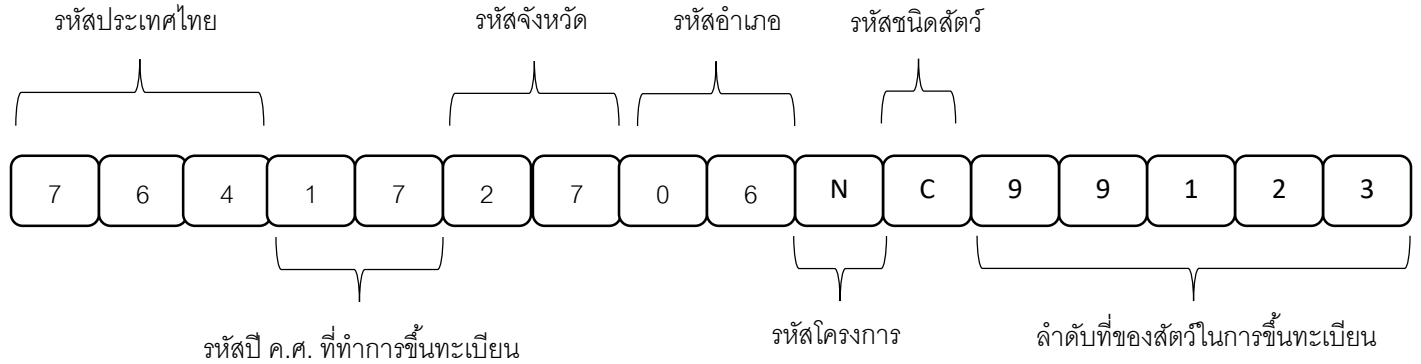 รหัสประเทศไทย รหัสจังหวัด รหัสอำเภอ รหัสชนิดสัตว์
7 6 4 1 7 2 7 0 6 N C 9 9 1 2 3
รหัสปี ค.ศ. ที่ทำการขึ้นทะเบียน รหัสโครงการ ลำดับที่ของสัตว์ในการขึ้นทะเบียน